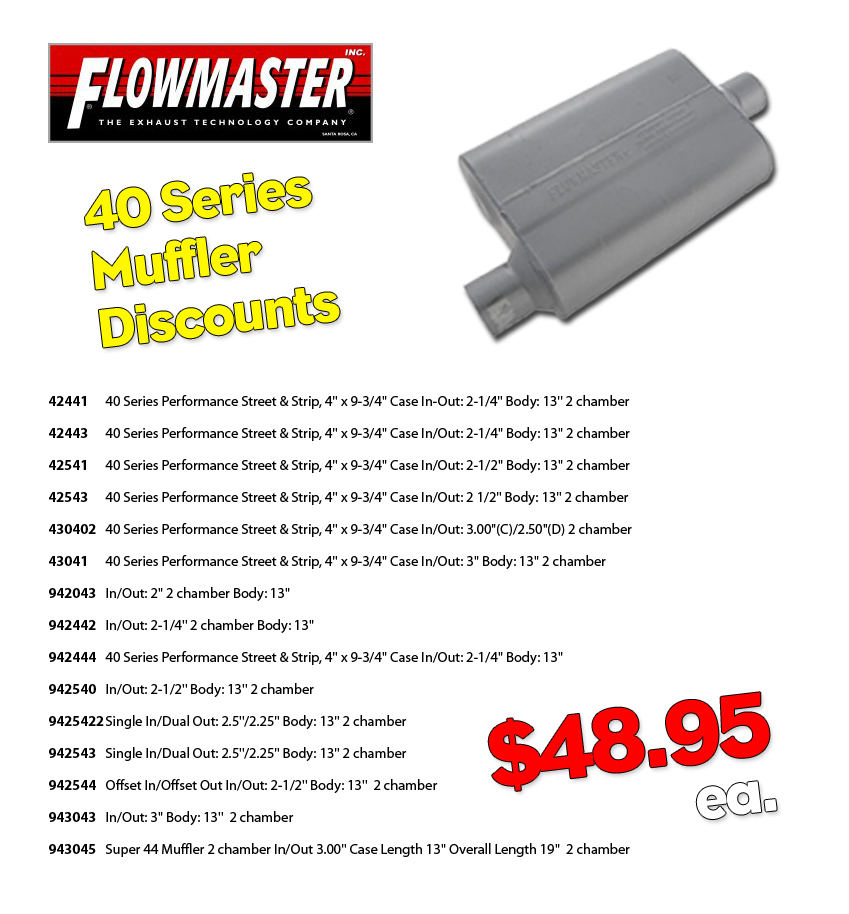 FLOWMASTER INC.
®
®
THE EXHAUST TECHNOLOGY COMPANY
SANTA ROSA, CA
40 Series
Muffler
Discounts
FLOWMASTER
42441 40 Series Performance Street & Strip, 4" x 9-3/4" Case In-Out: 2-1/4" Body: 13" 2 chamber
42443 40 Series Performance Street & Strip, 4" x 9-3/4" Case In/Out: 2-1/4" Body: 13" 2 chamber
42541 40 Series Performance Street & Strip, 4" x 9-3/4" Case In/Out: 2-1/2" Body: 13" 2 chamber
42543 40 Series Performance Street & Strip, 4" x 9-3/4" Case In/Out: 2 1/2" Body: 13" 2 chamber
430402 40 Series Performance Street & Strip, 4" x 9-3/4" Case In/Out: 3.00"(C)/2.50"(D) 2 chamber
43041 40 Series Performance Street & Strip, 4" x 9-3/4" Case In/Out: 3" Body: 13" 2 chamber
942043 In/Out: 2" 2 chamber Body: 13"
942442 In/Out: 2-1/4" 2 chamber Body: 13"
942444 40 Series Performance Street & Strip, 4" x 9-3/4" Case In/Out: 2-1/4" Body: 13"
942540 In/Out: 2-1/2" Body: 13" 2 chamber
9425422 Single In/Dual Out: 2.5"/2.25" Body: 13" 2 chamber
942543 Single In/Dual Out: 2.5"/2.25" Body: 13" 2 chamber
942544 Offset In/Offset Out In/Out: 2-1/2" Body: 13" 2 chamber
943043 In/Out: 3" Body: 13" 2 chamber
943045 Super 44 Muffler 2 chamber In/Out 3.00" Case Length 13" Overall Length 19" 2 chamber
$48.95
ea.